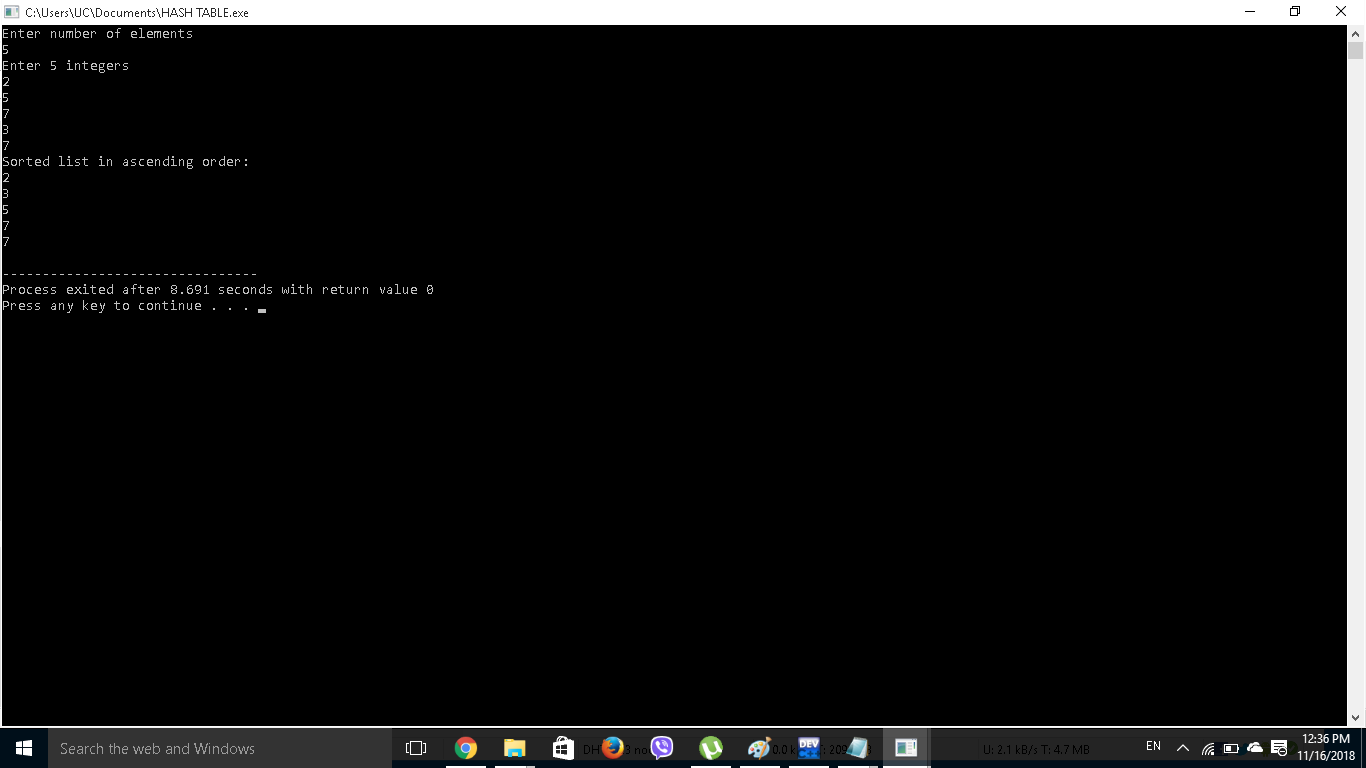 C:\Users\UC\Documents\HASH TABLE.exe
Enter number of elements
5
Enter 5 integers
2
5
7
3
7
Sorted list in ascending order:
2
3
5
7
7
--------------------------------
Process exited after 8.691 seconds with return value 0
Press any key to continue . . .
Search the web and Windows
DEV
C++
U: 2.1 kB/s T: 4.7 MB
EN
12:36 PM
11/16/2018